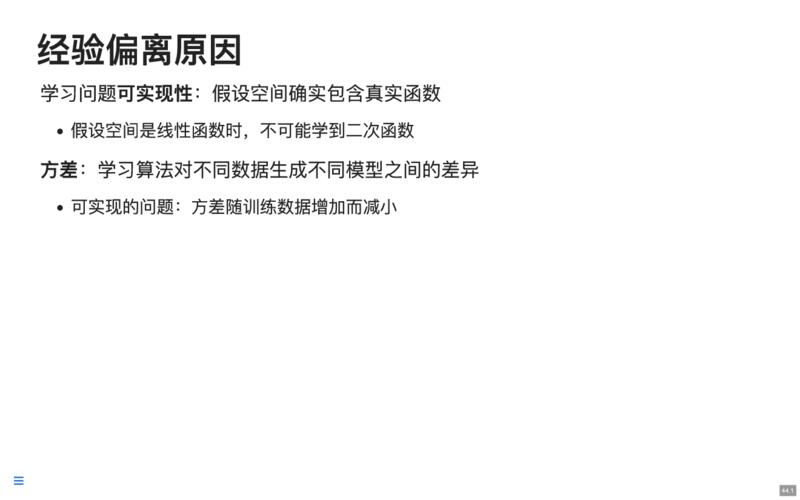 经验偏离原因
学习问题可实现性：假设空间确实包含真实函数
• 假设空间是线性函数时，不可能学到二次函数
方差：学习算法对不同数据生成不同模型之间的差异
• 可实现的问题：方差随训练数据增加而减小
44.1